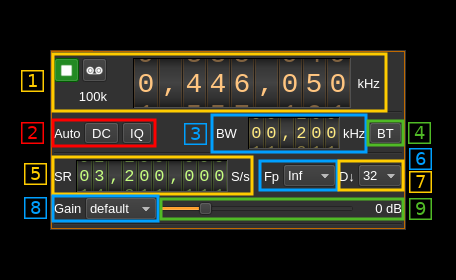 1 0,446,050 kHz
100k
2 Auto DC IQ 3 BW 00,200 kHz BT 4
5 SR 03,200,000 S/s Fp Inf 6 D↓ 32 7
8 Gain default 0 dB 9